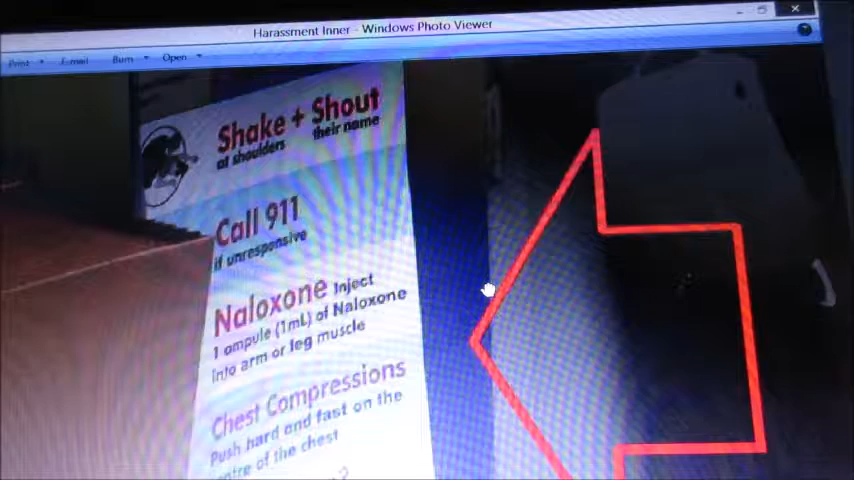 Harassment Inner - Windows Photo Viewer
Print E-mail Burn Open
Shake + Shout
at shoulders their name
Call 911
if unresponsive
Naloxone Inject
1 ampule (1mL) of Naloxone
into arm or leg muscle
Chest Compressions
Push hard and fast on the
centre of the chest